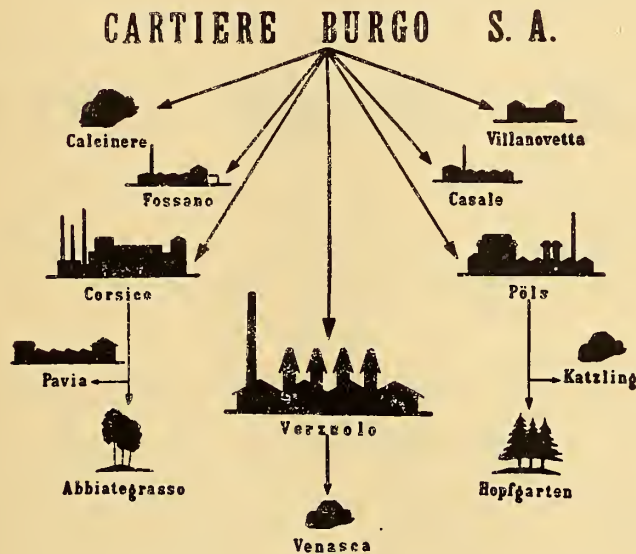 CARTIERE BURGO S. A.
Calcinere
Villanovetta
Fossano
Casale
Corsico
Pöls
Pavia
Katzling
Verzuolo
Abbiategrasso
Hopfgarten
Venasca